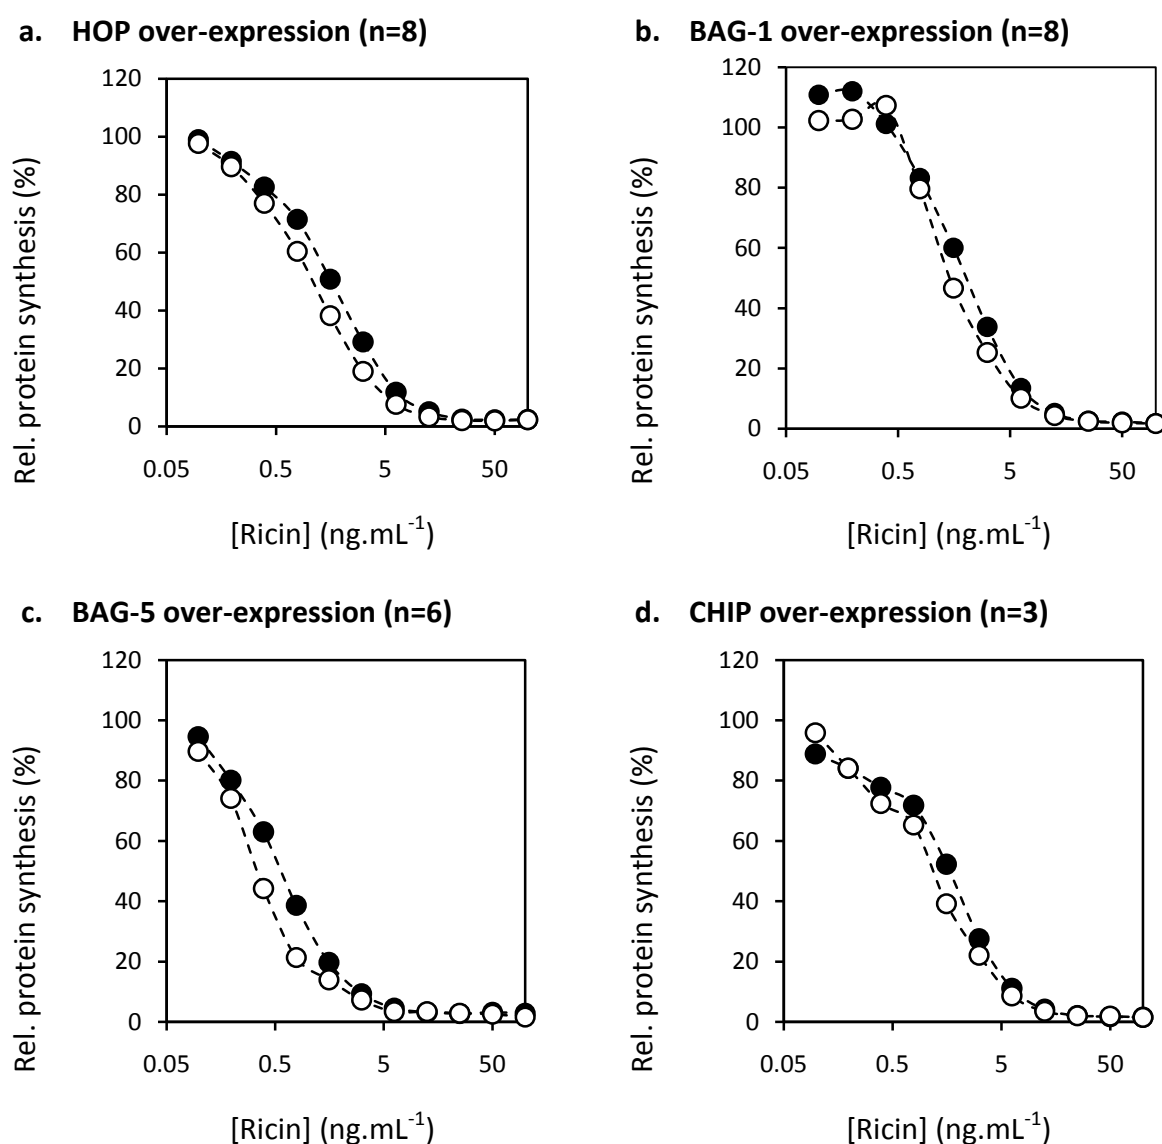 a. HOP over-expression (n=8)
120
100
80
60
40
20
0
0.05 0.5 5 50
Rel. protein synthesis (%)
[Ricin] (ng.mL-1)
b. BAG-1 over-expression (n=8)
120
100
80
60
40
20
0
0.05 0.5 5 50
Rel. protein synthesis (%)
[Ricin] (ng.mL-1)
c. BAG-5 over-expression (n=6)
120
100
80
60
40
20
0
0.05 0.5 5 50
Rel. protein synthesis (%)
[Ricin] (ng.mL-1)
d. CHIP over-expression (n=3)
120
100
80
60
40
20
0
0.05 0.5 5 50
Rel. protein synthesis (%)
[Ricin] (ng.mL-1)